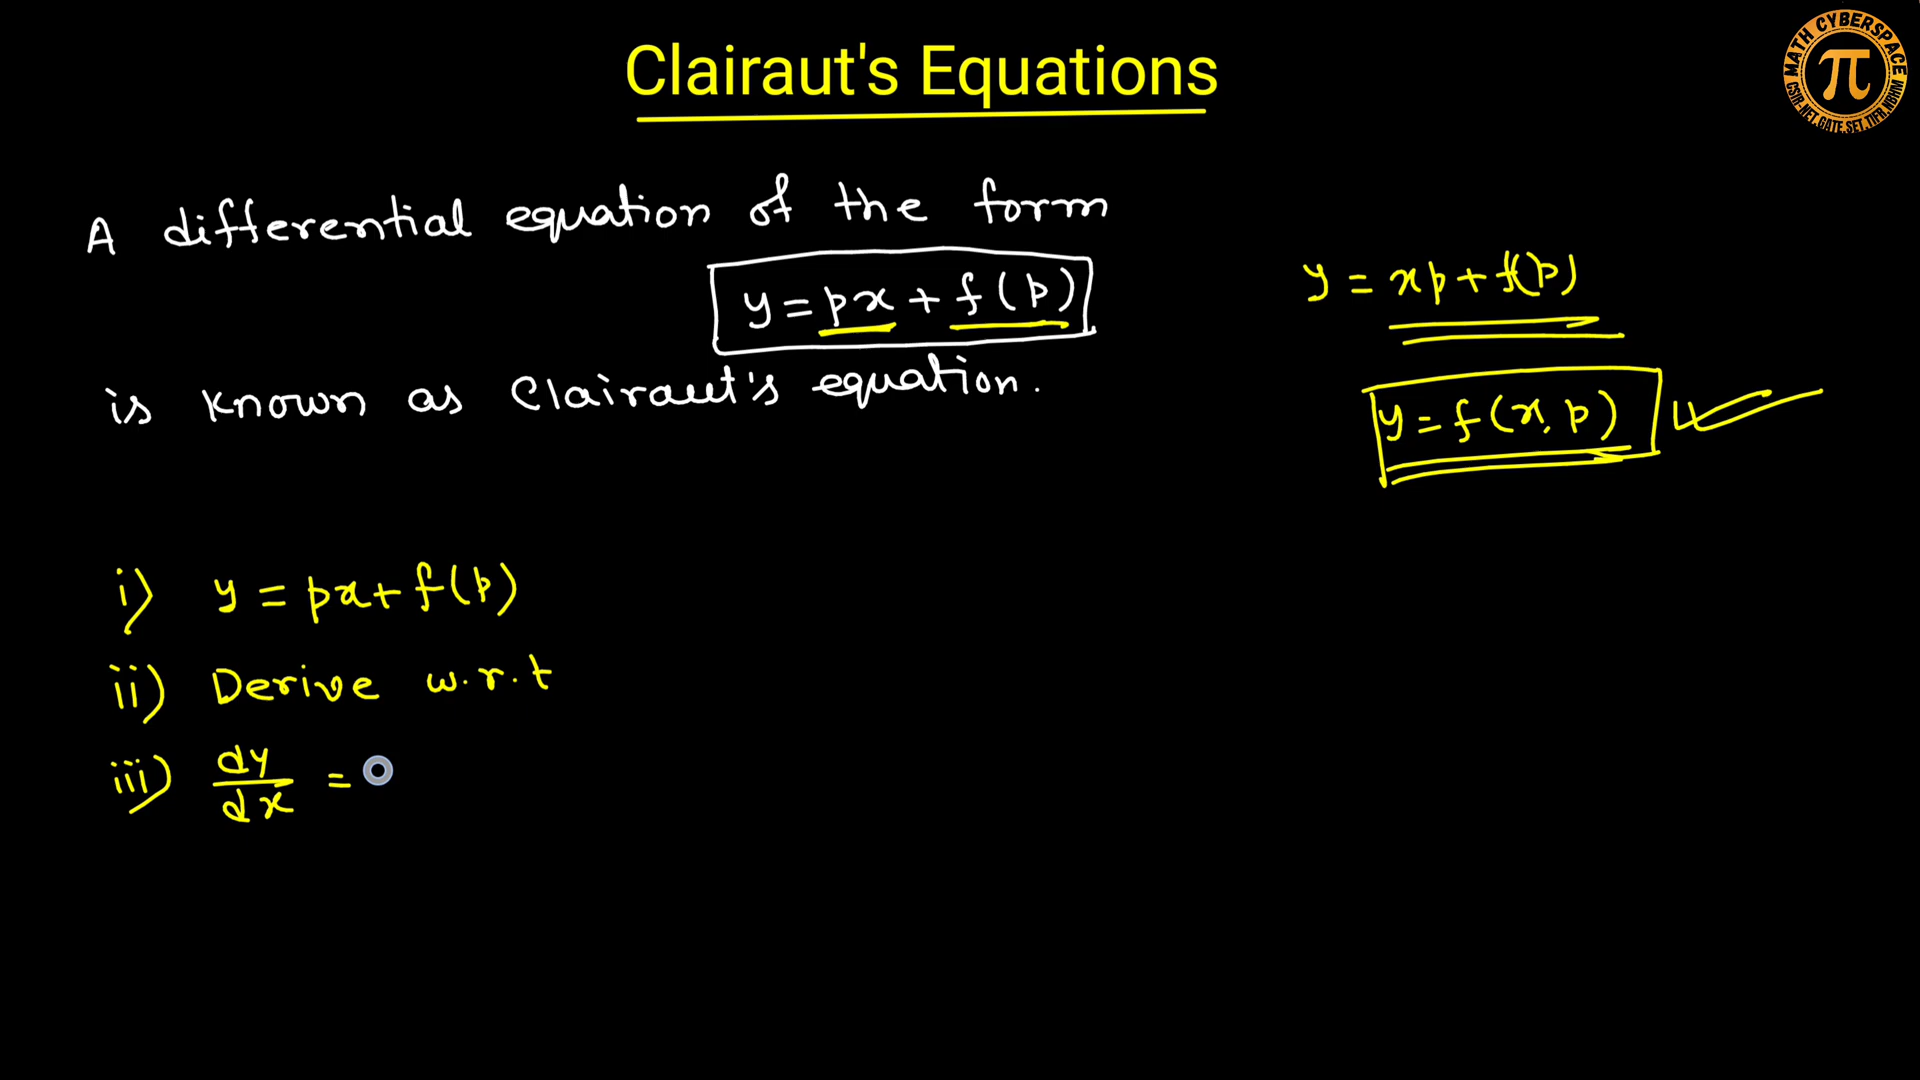 Clairaut's Equations
MATH CYBERSPACE
π
CSIR-NET,GATE,SET,TIFR,NBHM
A differential equation of the form
y = px + f(p)
is known as Clairaut's equation.
y = xp + f(p)
y = f(x, p)
i) y = px + f(p)
ii) Derive w.r.t
iii) dy/dx =